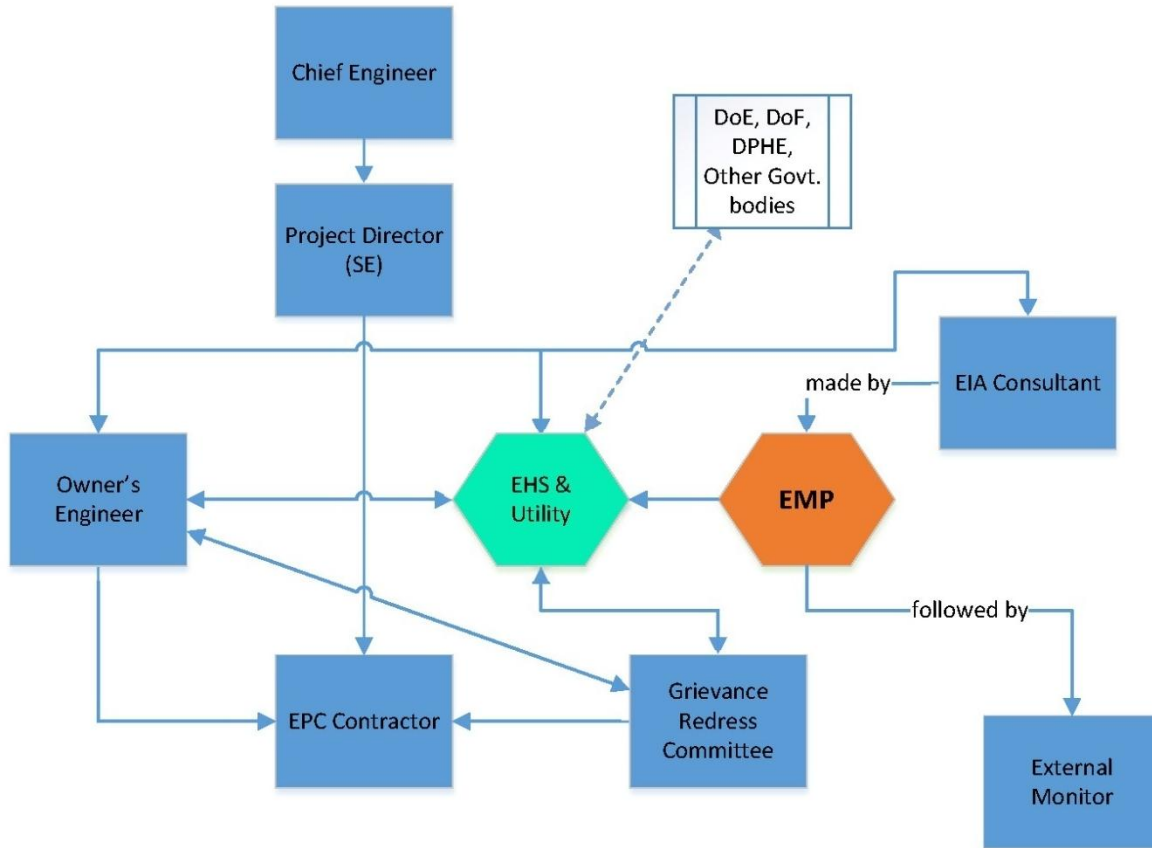 Chief Engineer
DoE, DoF,
DPHE,
Other Govt.
bodies
Project Director
(SE)
made by
EIA Consultant
Owner’s
Engineer
EHS &
Utility
EMP
followed by
EPC Contractor
Grievance
Redress
Committee
External
Monitor